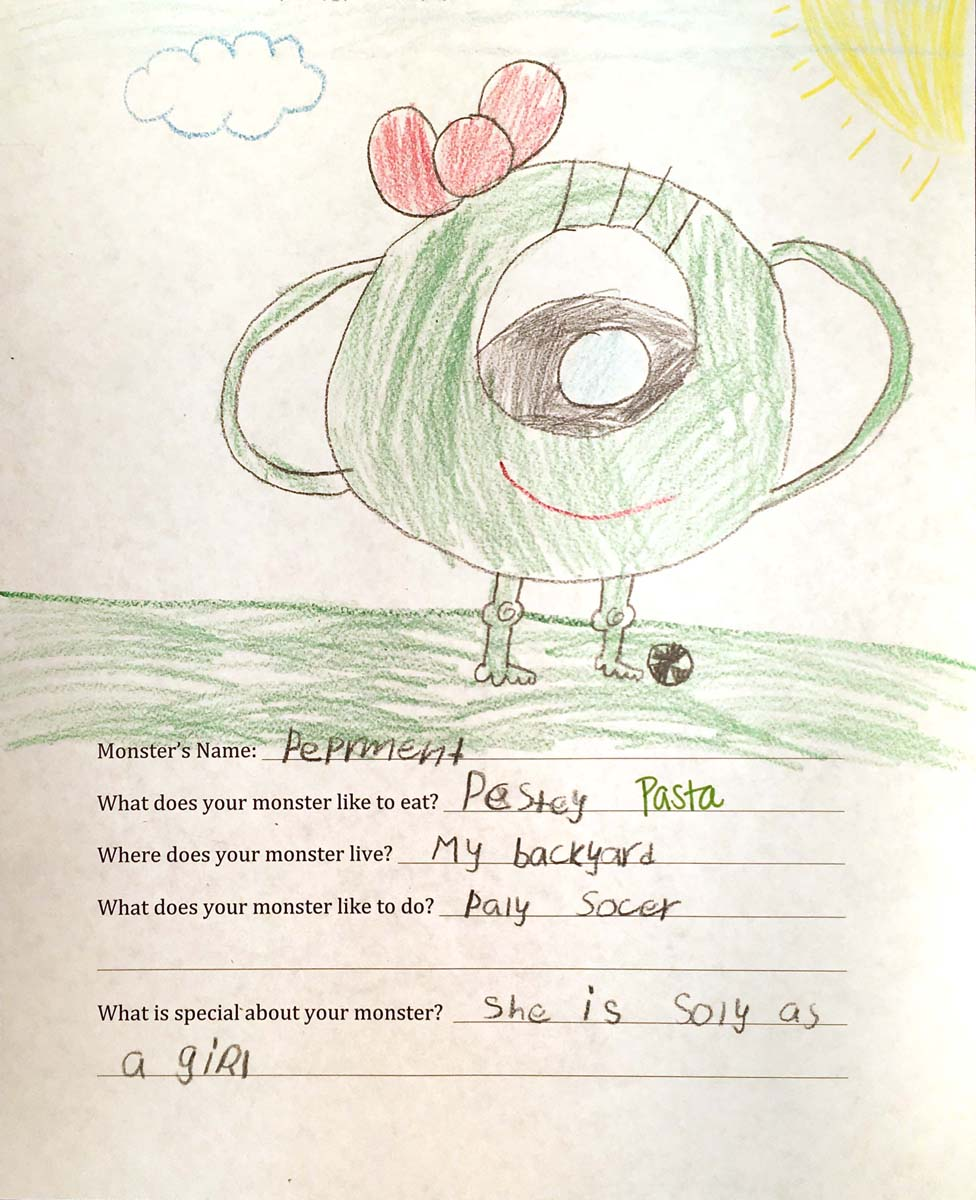 Monster's Name: Peprment
What does your monster like to eat? Pestey Pasta
Where does your monster live? My backyard
What does your monster like to do? Paly Socer
What is special about your monster? She is Soly as
a giRl